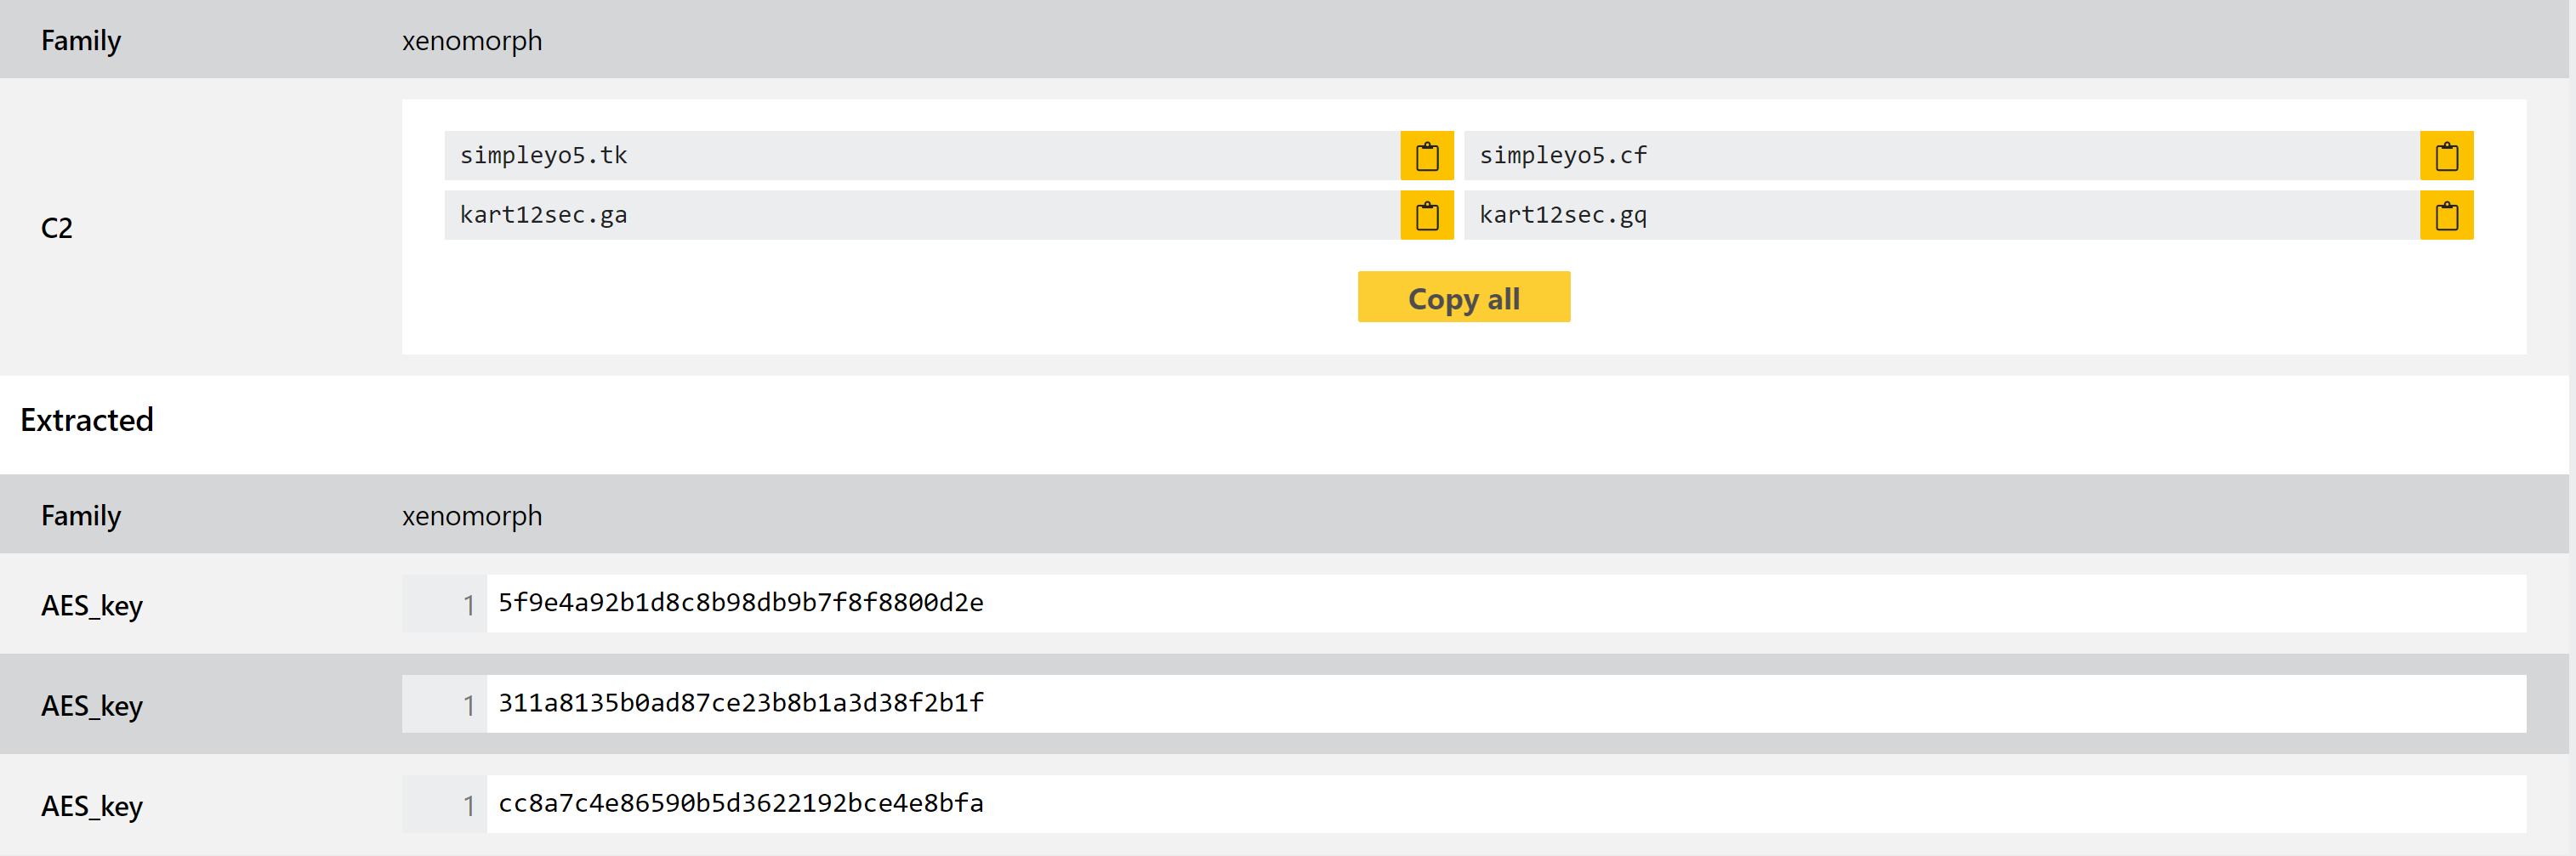 Family xenomorph
C2
simpleyo5.tk simpleyo5.cf
kart12sec.ga kart12sec.gq
Copy all
Extracted
Family xenomorph
AES_key 1 5f9e4a92b1d8c8b98db9b7f8f8800d2e
AES_key 1 311a8135b0ad87ce23b8b1a3d38f2b1f
AES_key 1 cc8a7c4e86590b5d3622192bce4e8bfa